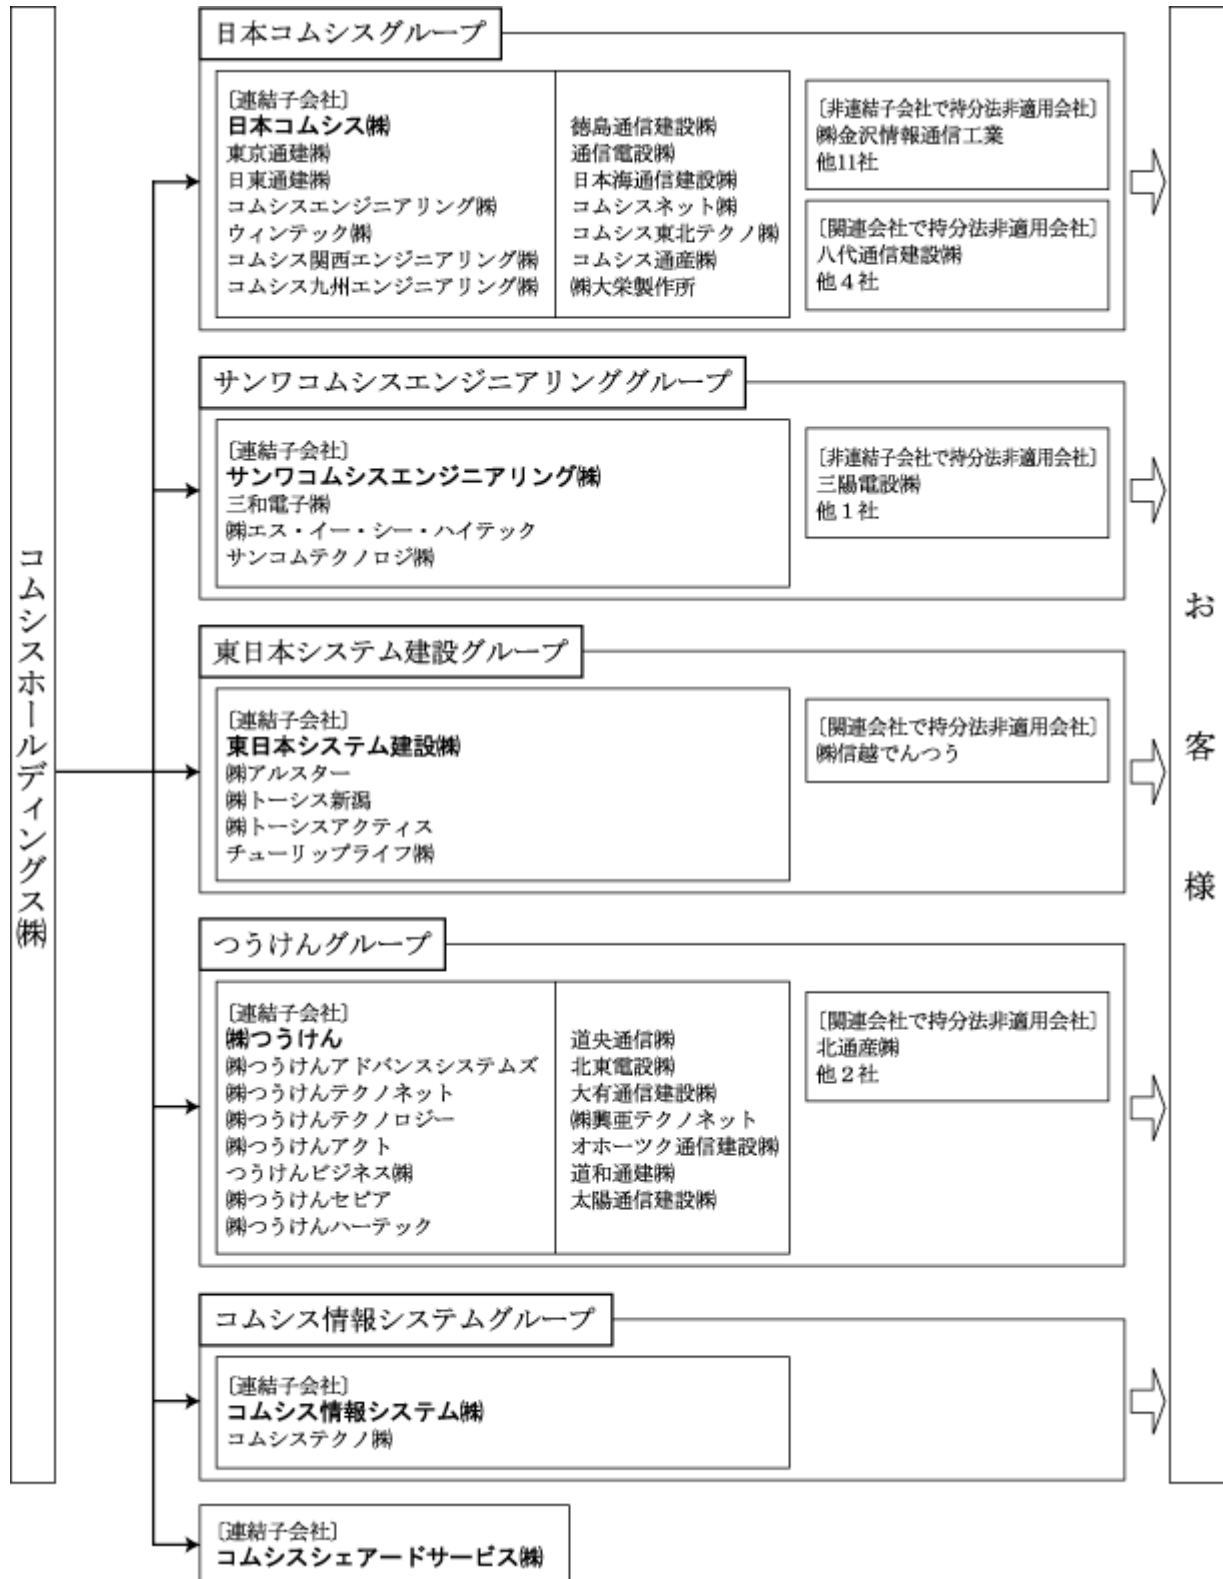 コムシスホールディングス㈱
日本コムシスグループ
〔連結子会社〕
日本コムシス㈱
東京通建㈱
日東通建㈱
コムシスエンジニアリング㈱
ウィンテック㈱
コムシス関西エンジニアリング㈱
コムシス九州エンジニアリング㈱
徳島通信建設㈱
通信電設㈱
日本海通信建設㈱
コムシスネット㈱
コムシス東北テクノ㈱
コムシス通産㈱
㈱大栄製作所
〔非連結子会社で持分法非適用会社〕
㈱金沢情報通信工業
他11社
〔関連会社で持分法非適用会社〕
八代通信建設㈱
他４社
サンワコムシスエンジニアリンググループ
〔連結子会社〕
サンワコムシスエンジニアリング㈱
三和電子㈱
㈱エス・イー・シー・ハイテック
サンコムテクノロジ㈱
〔非連結子会社で持分法非適用会社〕
三陽電設㈱
他１社
東日本システム建設グループ
〔連結子会社〕
東日本システム建設㈱
㈱アルスター
㈱トーシス新潟
㈱トーシスアクティス
チューリップライフ㈱
〔関連会社で持分法非適用会社〕
㈱信越でんつう
つうけんグループ
〔連結子会社〕
㈱つうけん
㈱つうけんアドバンスシステムズ
㈱つうけんテクノネット
㈱つうけんテクノロジー
㈱つうけんアクト
つうけんビジネス㈱
㈱つうけんセピア
㈱つうけんハーテック
道央通信㈱
北東電設㈱
大有通信建設㈱
㈱興亜テクノネット
オホーツク通信建設㈱
道和通建㈱
太陽通信建設㈱
〔関連会社で持分法非適用会社〕
北通産㈱
他２社
コムシス情報システムグループ
〔連結子会社〕
コムシス情報システム㈱
コムシステクノ㈱
〔連結子会社〕
コムシスシェアードサービス㈱
お客様